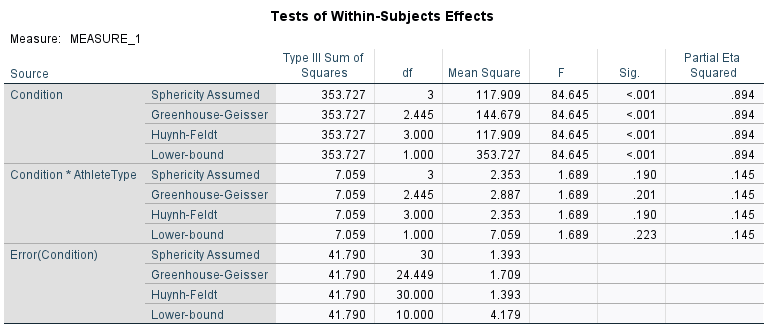 Tests of Within-Subjects Effects
Measure: MEASURE_1
Source Type III Sum of Squares df Mean Square F Sig. Partial Eta Squared
Condition Sphericity Assumed 353.727 3 117.909 84.645 <.001 .894
Greenhouse-Geisser 353.727 2.445 144.679 84.645 <.001 .894
Huynh-Feldt 353.727 3.000 117.909 84.645 <.001 .894
Lower-bound 353.727 1.000 353.727 84.645 <.001 .894
Condition * AthleteType Sphericity Assumed 7.059 3 2.353 1.689 .190 .145
Greenhouse-Geisser 7.059 2.445 2.887 1.689 .201 .145
Huynh-Feldt 7.059 3.000 2.353 1.689 .190 .145
Lower-bound 7.059 1.000 7.059 1.689 .223 .145
Error(Condition) Sphericity Assumed 41.790 30 1.393
Greenhouse-Geisser 41.790 24.449 1.709
Huynh-Feldt 41.790 30.000 1.393
Lower-bound 41.790 10.000 4.179